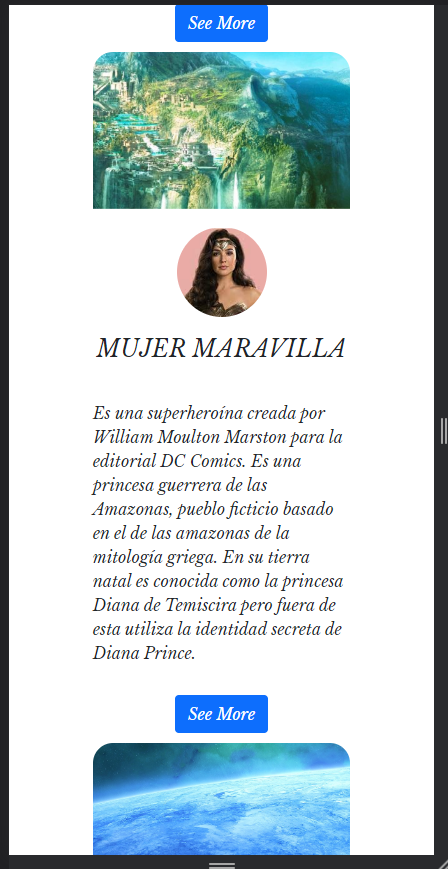 See More
MUJER MARAVILLA
Es una superheroína creada por
William Moulton Marston para la
editorial DC Comics. Es una
princesa guerrera de las
Amazonas, pueblo ficticio basado
en el de las amazonas de la
mitología griega. En su tierra
natal es conocida como la princesa
Diana de Temiscira pero fuera de
esta utiliza la identidad secreta de
Diana Prince.
See More